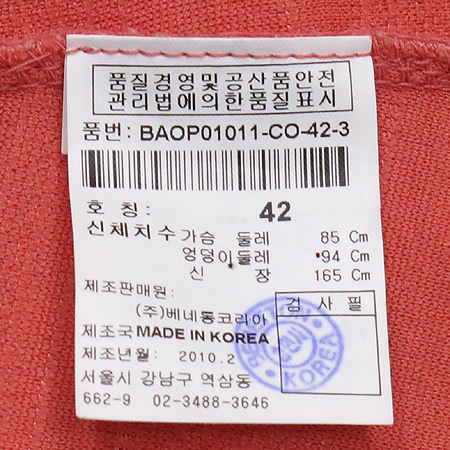 품질경영및 공산품안전
관리법에의한품질표시
품번: BAOP01011-CO-42-3
호 칭: 42
신체치수 가슴 둘레 85 Cm
엉덩이둘레 94 Cm
신 장 165 Cm
제조판매원:
(주)베네통코리아
검 사 필
제조국 MADE IN KOREA
제조년월: 2010.2
서울시 강남구 역삼동
662-9 02-3488-3646
KOREA